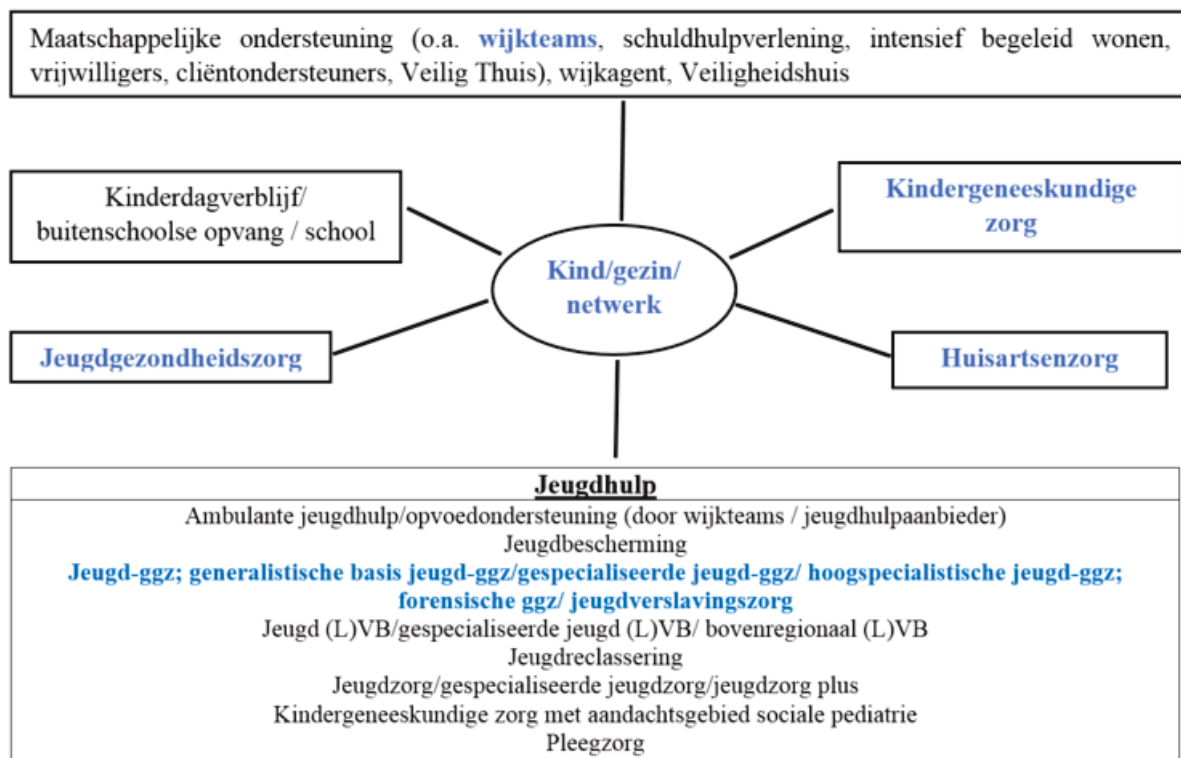 Maatschappelijke ondersteuning (o.a. wijkteams, schuldhulpverlening, intensief begeleid wonen,
vrijwilligers, cliëntondersteuners, Veilig Thuis), wijkagent, Veiligheidshuis
Kinderdagverblijf/
buitenschoolse opvang / school
Kindergeneeskundige
zorg
Kind/gezin/
netwerk
Jeugdgezondheidszorg
Huisartsenzorg
Jeugdhulp
Ambulante jeugdhulp/opvoedondersteuning (door wijkteams / jeugdhulpaanbieder)
Jeugdbescherming
Jeugd-ggz; generalistische basis jeugd-ggz/gespecialiseerde jeugd-ggz/ hoogspecialistische jeugd-ggz;
forensische ggz/ jeugdverslavingszorg
Jeugd (L)VB/gespecialiseerde jeugd (L)VB/ bovenregionaal (L)VB
Jeugdreclassering
Jeugdzorg/gespecialiseerde jeugdzorg/jeugdzorg plus
Kindergeneeskundige zorg met aandachtsgebied sociale pediatrie
Pleegzorg